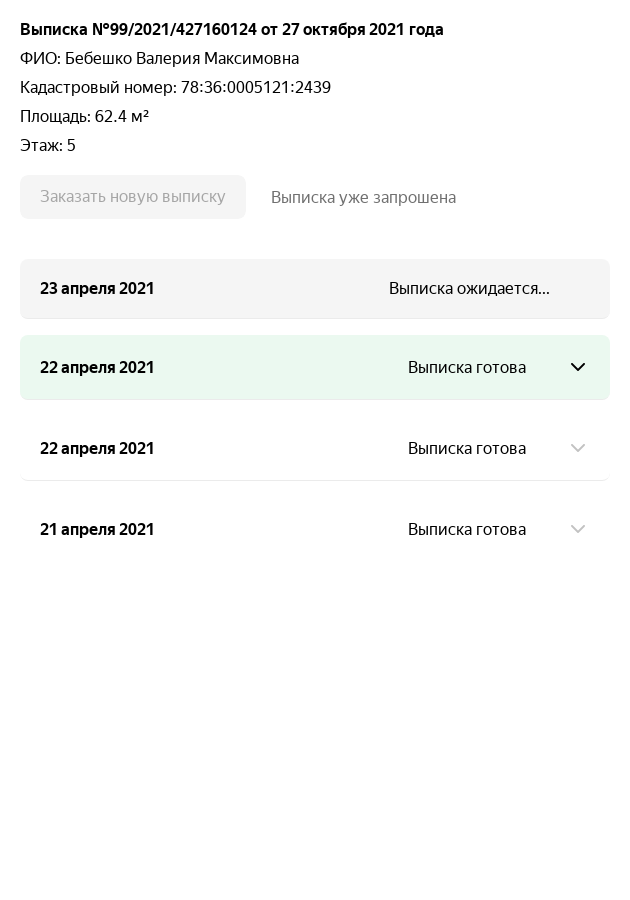 Выписка №99/2021/427160124 от 27 октября 2021 года
ФИО: Бебешко Валерия Максимовна
Кадастровый номер: 78:36:0005121:2439
Площадь: 62.4 м²
Этаж: 5
Заказать новую выписку Выписка уже запрошена
23 апреля 2021 Выписка ожидается...
22 апреля 2021 Выписка готова
22 апреля 2021 Выписка готова
21 апреля 2021 Выписка готова